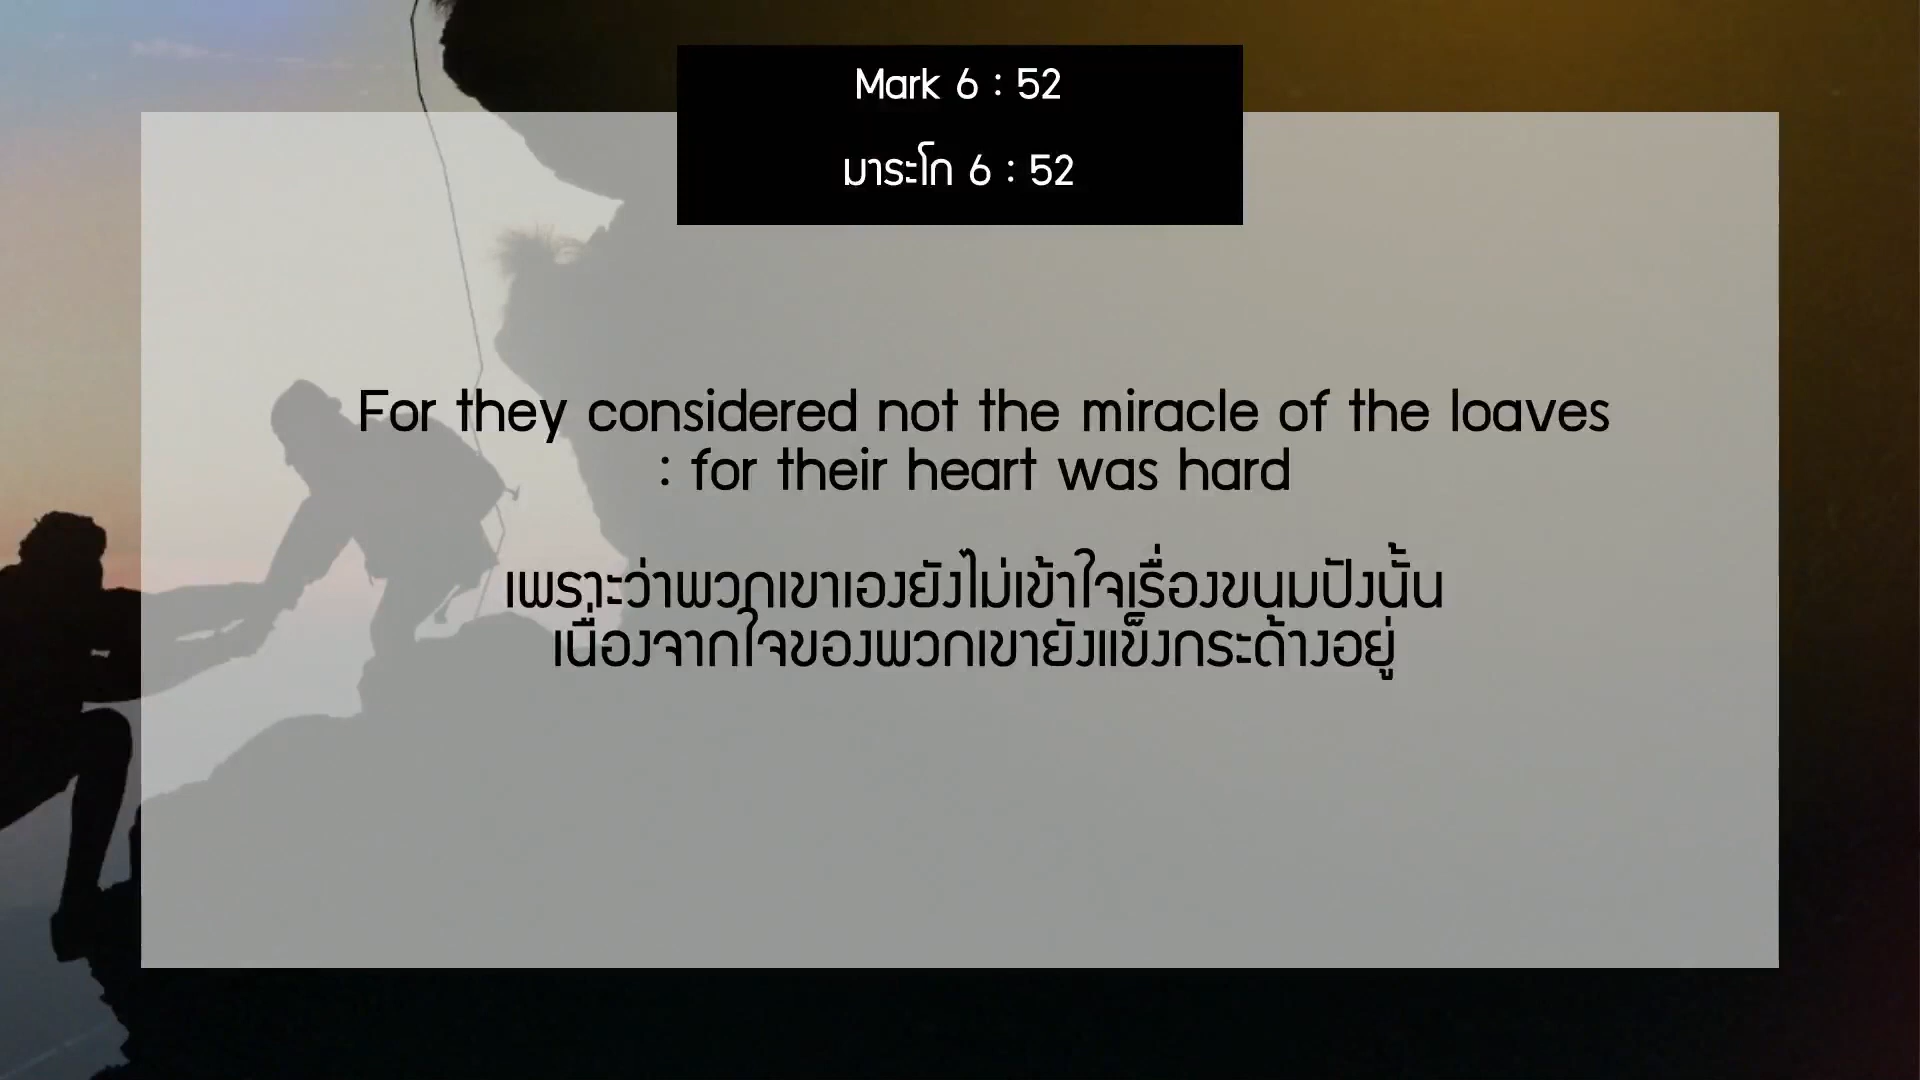 Mark 6 : 52
มาระโก 6 : 52
For they considered not the miracle of the loaves
: for their heart was hard
เพราะว่าพวกเขาเองยังไม่เข้าใจเรื่องขนมปังนั้น
เนื่องจากใจของพวกเขายังแข็งกระด้างอยู่